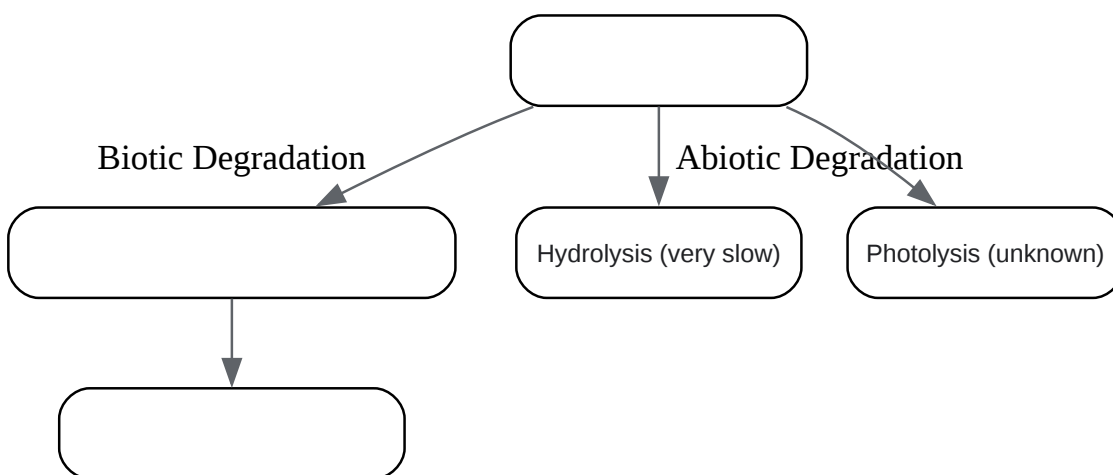 Biotic Degradation
Abiotic Degradation
Hydrolysis (very slow)
Photolysis (unknown)